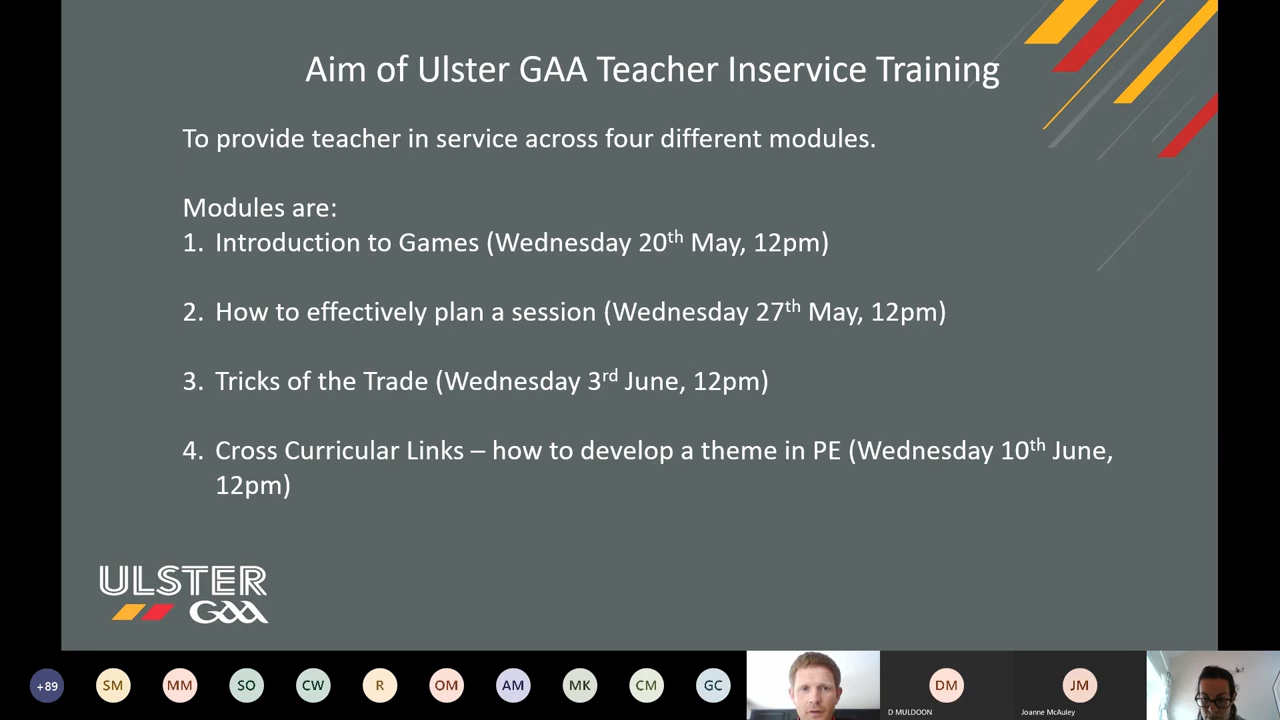 Aim of Ulster GAA Teacher Inservice Training
To provide teacher in service across four different modules.
Modules are:
1. Introduction to Games (Wednesday 20th May, 12pm)
2. How to effectively plan a session (Wednesday 27th May, 12pm)
3. Tricks of the Trade (Wednesday 3rd June, 12pm)
4. Cross Curricular Links – how to develop a theme in PE (Wednesday 10th June,
12pm)
ULSTER
GAA
+89 SM MM SO CW R OM AM MK CM GC DM JM
D MULDOON Joanne McAuley